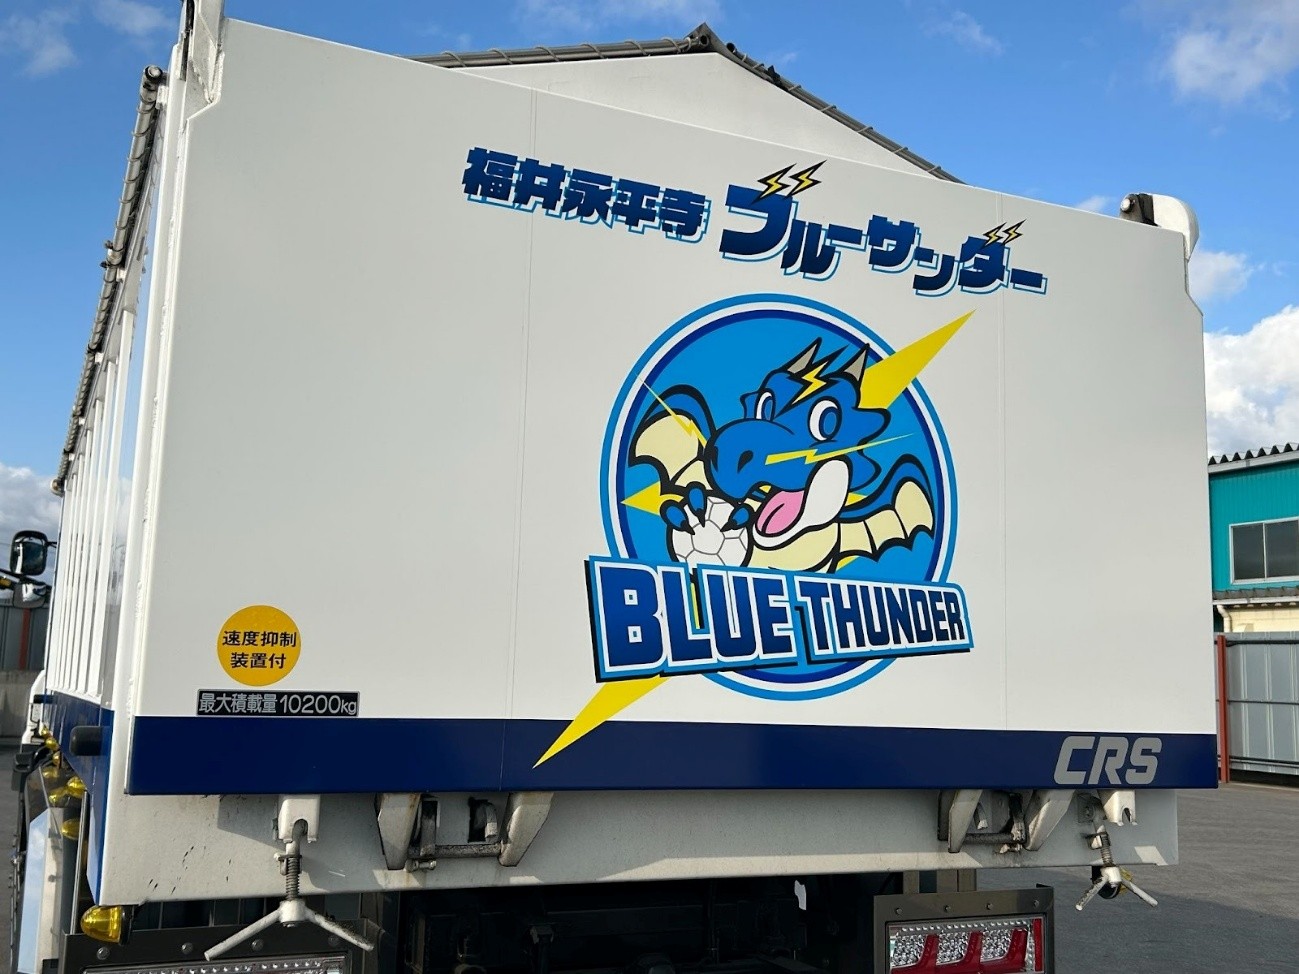 福井永平寺 ブルーサンダー
BLUE THUNDER
速度抑制
装置付
最大積載量10200kg
CRS